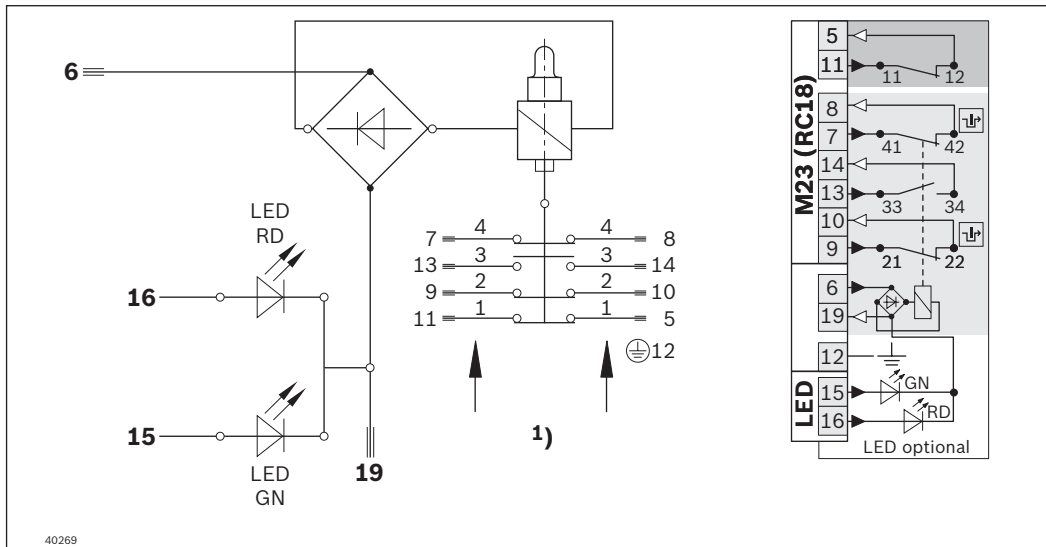 6
LED
RD
16
15
LED
GN
19
7 4 4 8
13 3 3 14
9 2 2 10
11 1 1 5
12
1)
M23 (RC18)
5
11 11 12
8
7 41 42
14
13 33 34
10
9 21 22
6
19
12
LED
15 GN
16 RD
LED optional
40269